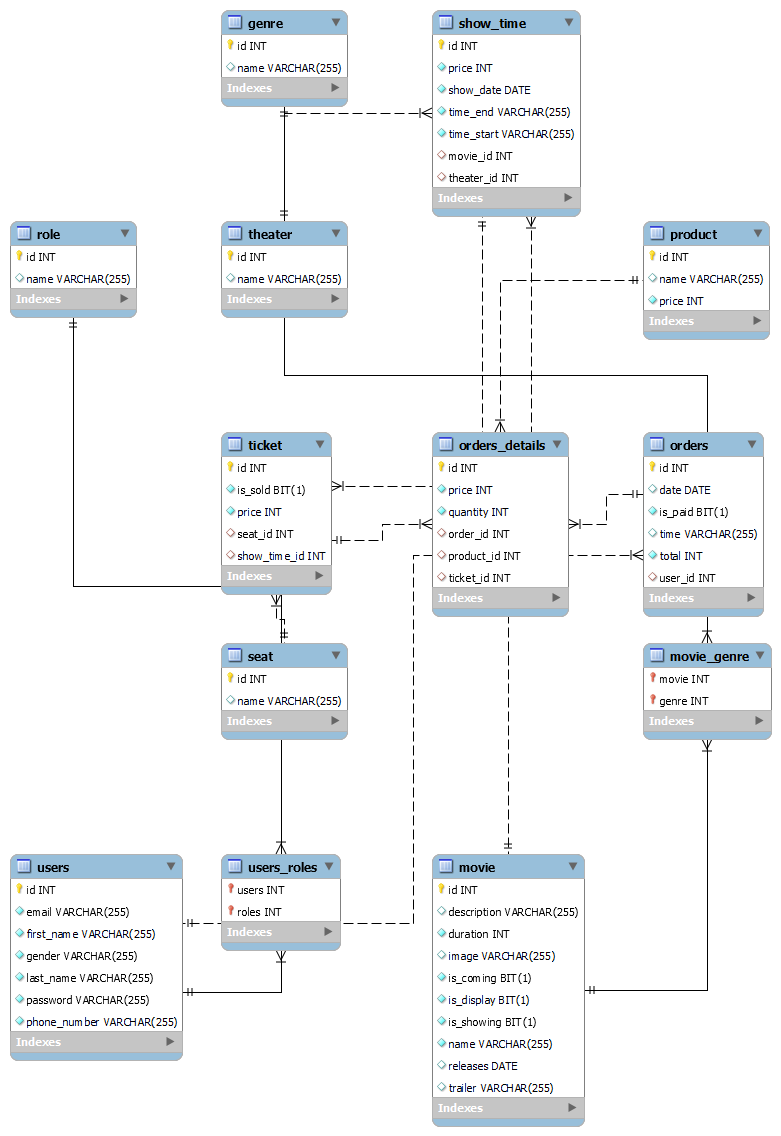 genre
id INT
name VARCHAR(255)
Indexes
show_time
id INT
price INT
show_date DATE
time_end VARCHAR(255)
time_start VARCHAR(255)
movie_id INT
theater_id INT
Indexes
role
id INT
name VARCHAR(255)
Indexes
theater
id INT
name VARCHAR(255)
Indexes
product
id INT
name VARCHAR(255)
price INT
Indexes
ticket
id INT
is_sold BIT(1)
price INT
seat_id INT
show_time_id INT
Indexes
orders_details
id INT
price INT
quantity INT
order_id INT
product_id INT
ticket_id INT
Indexes
orders
id INT
date DATE
is_paid BIT(1)
time VARCHAR(255)
total INT
user_id INT
Indexes
seat
id INT
name VARCHAR(255)
Indexes
movie_genre
movie INT
genre INT
Indexes
users
id INT
email VARCHAR(255)
first_name VARCHAR(255)
gender VARCHAR(255)
last_name VARCHAR(255)
password VARCHAR(255)
phone_number VARCHAR(255)
Indexes
users_roles
users INT
roles INT
Indexes
movie
id INT
description VARCHAR(255)
duration INT
image VARCHAR(255)
is_coming BIT(1)
is_display BIT(1)
is_showing BIT(1)
name VARCHAR(255)
releases DATE
trailer VARCHAR(255)
Indexes